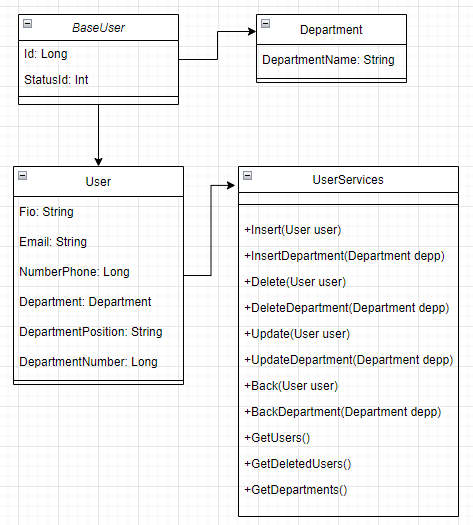 BaseUser
Id: Long
StatusId: Int
Department
DepartmentName: String
User
Fio: String
Email: String
NumberPhone: Long
Department: Department
DepartmentPosition: String
DepartmentNumber: Long
UserServices
+Insert(User user)
+InsertDepartment(Department depp)
+Delete(User user)
+DeleteDepartment(Department depp)
+Update(User user)
+UpdateDepartment(Department depp)
+Back(User user)
+BackDepartment(Department depp)
+GetUsers()
+GetDeletedUsers()
+GetDepartments()